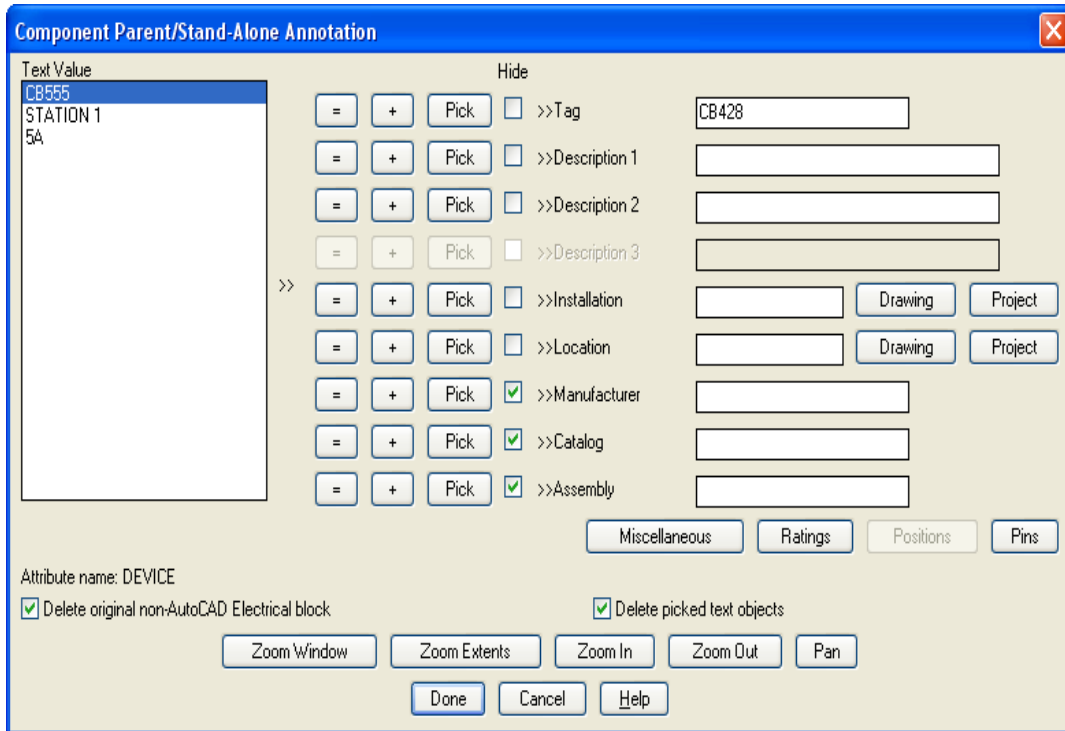 Component Parent/Stand-Alone Annotation
Text Value
Hide
CB555
STATION 1
5A
>>
= + Pick >>Tag CB428
= + Pick >>Description 1
= + Pick >>Description 2
= + Pick >>Description 3
= + Pick >>Installation Drawing Project
= + Pick >>Location Drawing Project
= + Pick >>Manufacturer
= + Pick >>Catalog
= + Pick >>Assembly
Miscellaneous Ratings Positions Pins
Attribute name: DEVICE
Delete original non-AutoCAD Electrical block Delete picked text objects
Zoom Window Zoom Extents Zoom In Zoom Out Pan
Done Cancel Help